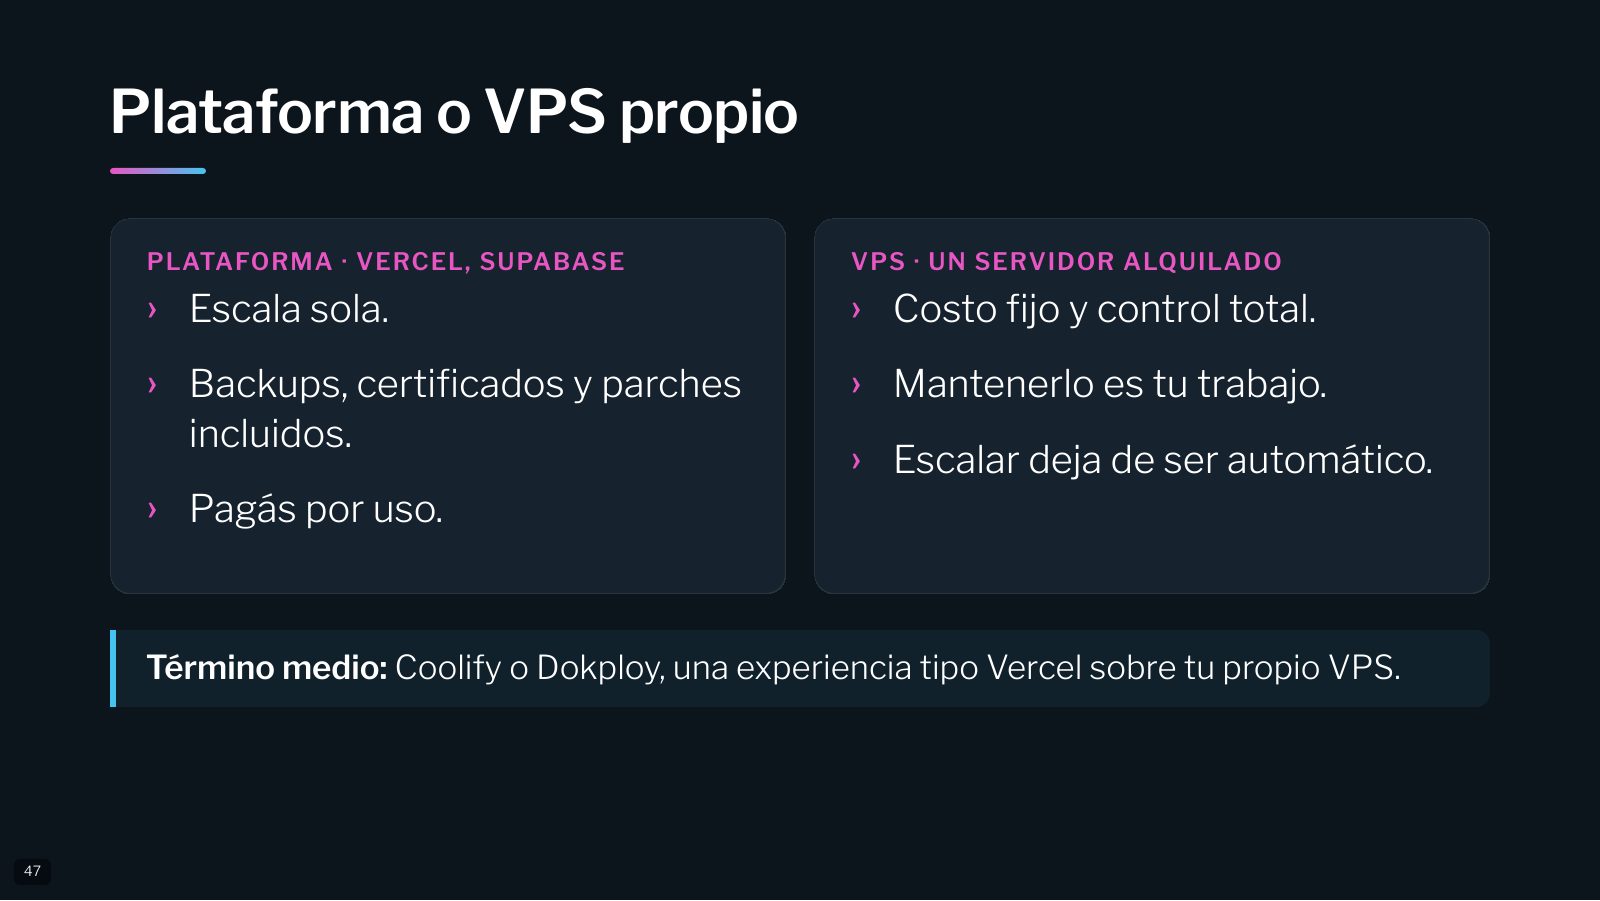 Plataforma o VPS propio
PLATAFORMA · VERCEL, SUPABASE
› Escala sola.
› Backups, certificados y parches
incluidos.
› Pagás por uso.
VPS · UN SERVIDOR ALQUILADO
› Costo fijo y control total.
› Mantenerlo es tu trabajo.
› Escalar deja de ser automático.
Término medio: Coolify o Dokploy, una experiencia tipo Vercel sobre tu propio VPS.
47